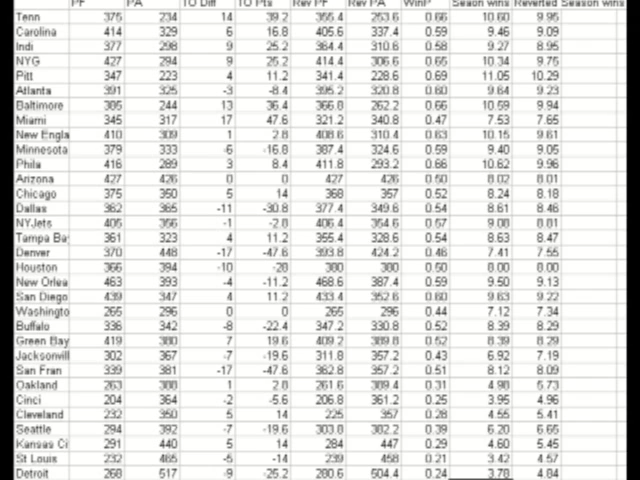 PF PA TO Diff TO Pts Rev PF Rev PA WinP Seaon wins Reverted Season wins
Tenn 375 234 14 39.2 355.4 253.6 0.66 10.60 9.95
Carolina 414 329 6 16.8 405.6 337.4 0.59 9.46 9.09
Indi 377 298 9 25.2 364.4 310.6 0.58 9.27 8.95
NYG 427 294 9 25.2 414.4 306.6 0.65 10.34 9.75
Pitt 347 223 4 11.2 341.4 228.6 0.69 11.05 10.29
Atlanta 391 325 -3 -8.4 395.2 320.8 0.60 9.64 9.23
Baltimore 385 244 13 36.4 366.8 262.2 0.66 10.59 9.94
Miami 345 317 17 47.6 321.2 340.8 0.47 7.53 7.65
New Engla 410 309 1 2.8 408.6 310.4 0.63 10.15 9.61
Minnesota 379 333 -6 -16.8 387.4 324.6 0.59 9.40 9.05
Phila 416 289 3 8.4 411.8 293.2 0.66 10.62 9.96
Arizona 427 426 0 0 427 426 0.50 8.02 8.01
Chicago 375 350 5 14 368 357 0.52 8.24 8.18
Dallas 362 365 -11 -30.8 377.4 349.6 0.54 8.61 8.46
NYJets 405 356 -1 -2.8 406.4 354.6 0.57 9.08 8.81
Tampa Bay 361 323 4 11.2 355.4 328.6 0.54 8.63 8.47
Denver 370 448 -17 -47.6 393.8 424.2 0.46 7.41 7.55
Houston 366 394 -10 -28 380 380 0.50 8.00 8.00
New Orlea 463 393 -4 -11.2 468.6 387.4 0.59 9.50 9.13
San Diego 439 347 4 11.2 433.4 352.6 0.60 9.63 9.22
Washingto 265 296 0 0 265 296 0.44 7.12 7.34
Buffalo 336 342 -8 -22.4 347.2 330.8 0.52 8.39 8.29
Green Bay 419 380 7 19.6 409.2 389.8 0.52 8.39 8.29
Jacksonvill 302 367 -7 -19.6 311.8 357.2 0.43 6.92 7.19
San Fran 339 381 -17 -47.6 362.8 357.2 0.51 8.12 8.09
Oakland 263 388 1 2.8 261.6 389.4 0.31 4.98 5.73
Cinci 204 364 -2 -5.6 206.8 361.2 0.25 3.95 4.96
Cleveland 232 350 5 14 225 357 0.28 4.55 5.41
Seattle 294 392 -7 -19.6 303.8 382.2 0.39 6.20 6.65
Kansas Ci 291 440 5 14 284 447 0.29 4.60 5.45
St Louis 232 465 -5 -14 239 458 0.21 3.42 4.57
Detroit 268 517 -9 -25.2 280.6 504.4 0.24 3.78 4.84